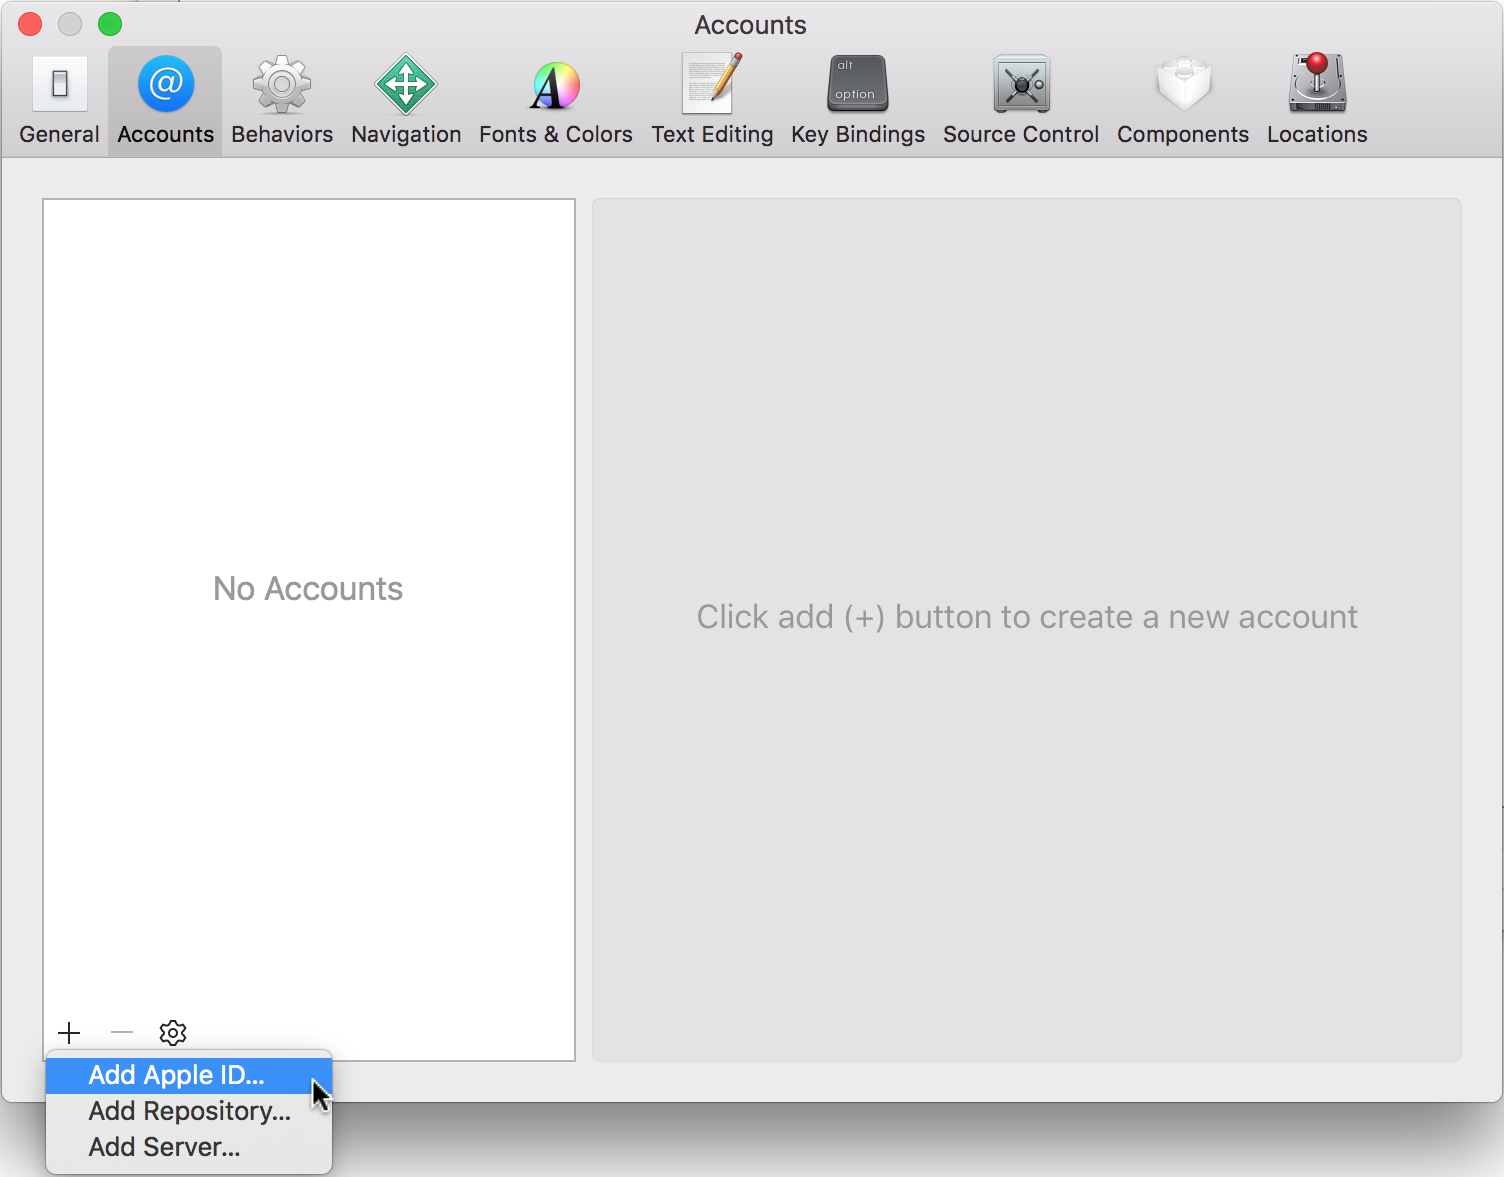 Accounts
General Accounts Behaviors Navigation Fonts & Colors Text Editing Key Bindings Source Control Components Locations
alt
option
No Accounts
Click add (+) button to create a new account
Add Apple ID...
Add Repository...
Add Server...